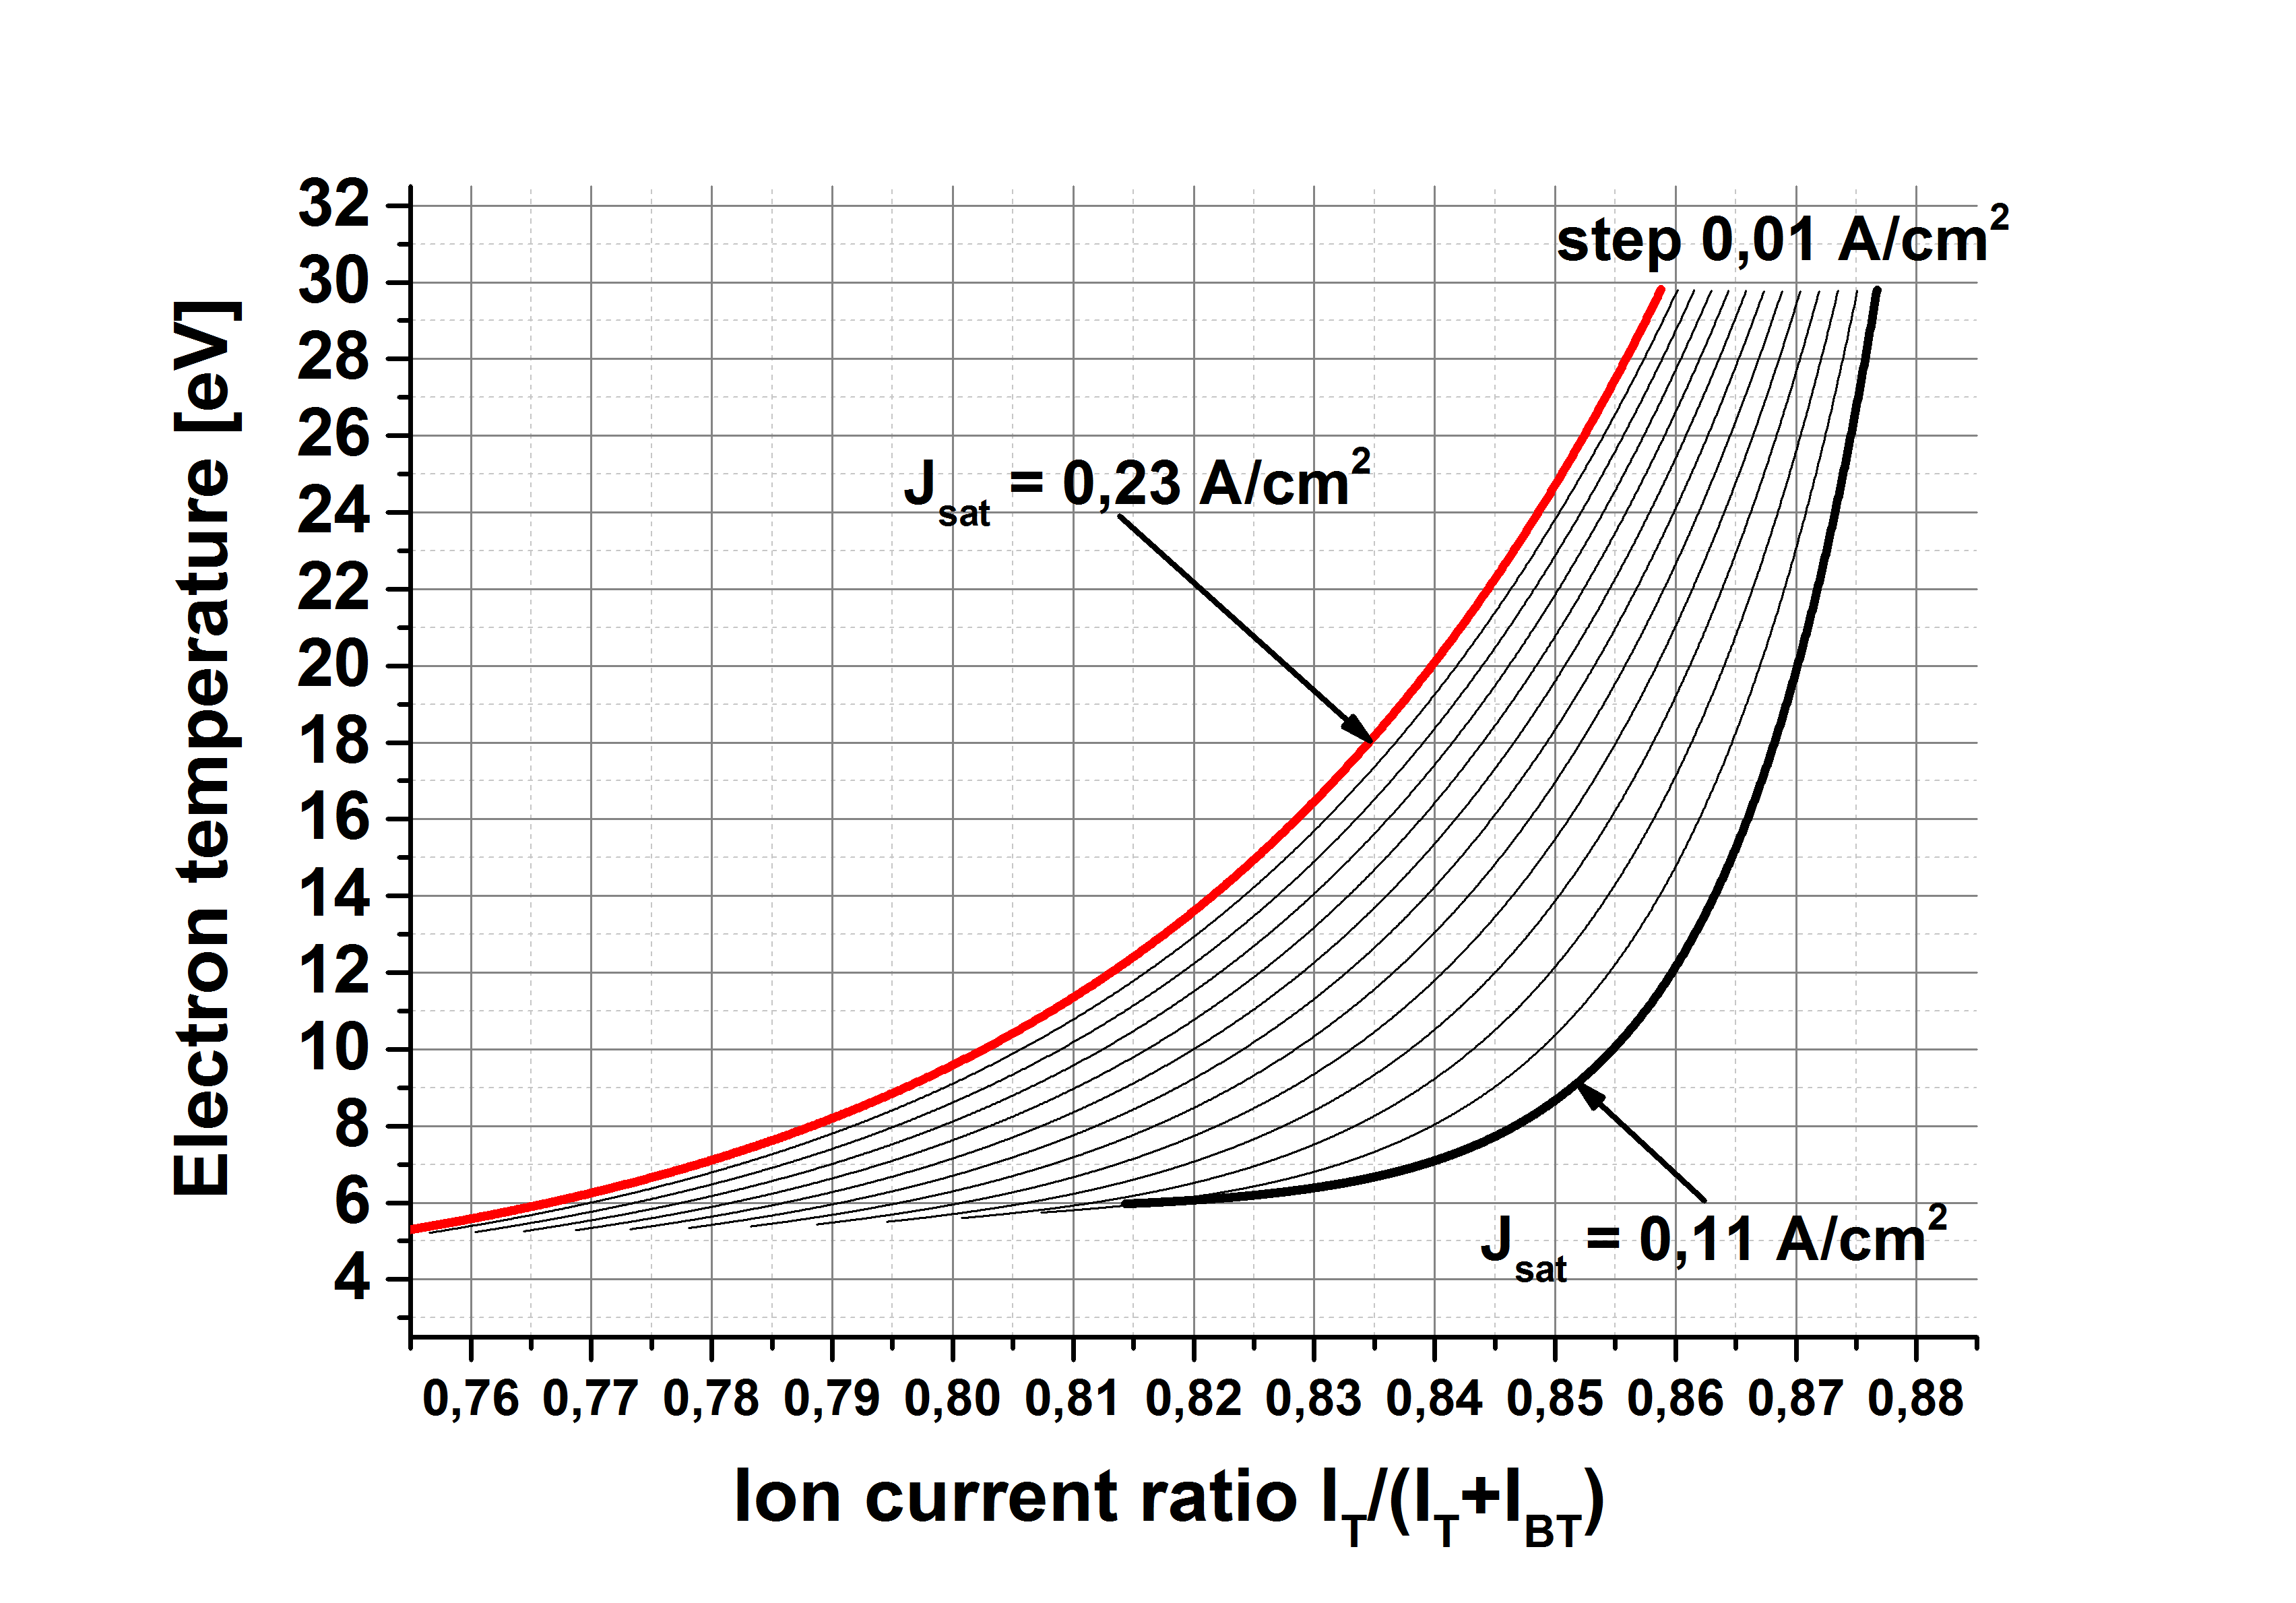 Electron temperature [eV]
32
30
28
26
24
22
20
18
16
14
12
10
8
6
4
step 0,01 A/cm²
Jsat = 0,23 A/cm²
Jsat = 0,11 A/cm²
0,76 0,77 0,78 0,79 0,80 0,81 0,82 0,83 0,84 0,85 0,86 0,87 0,88
Ion current ratio IT/(IT+IBT)